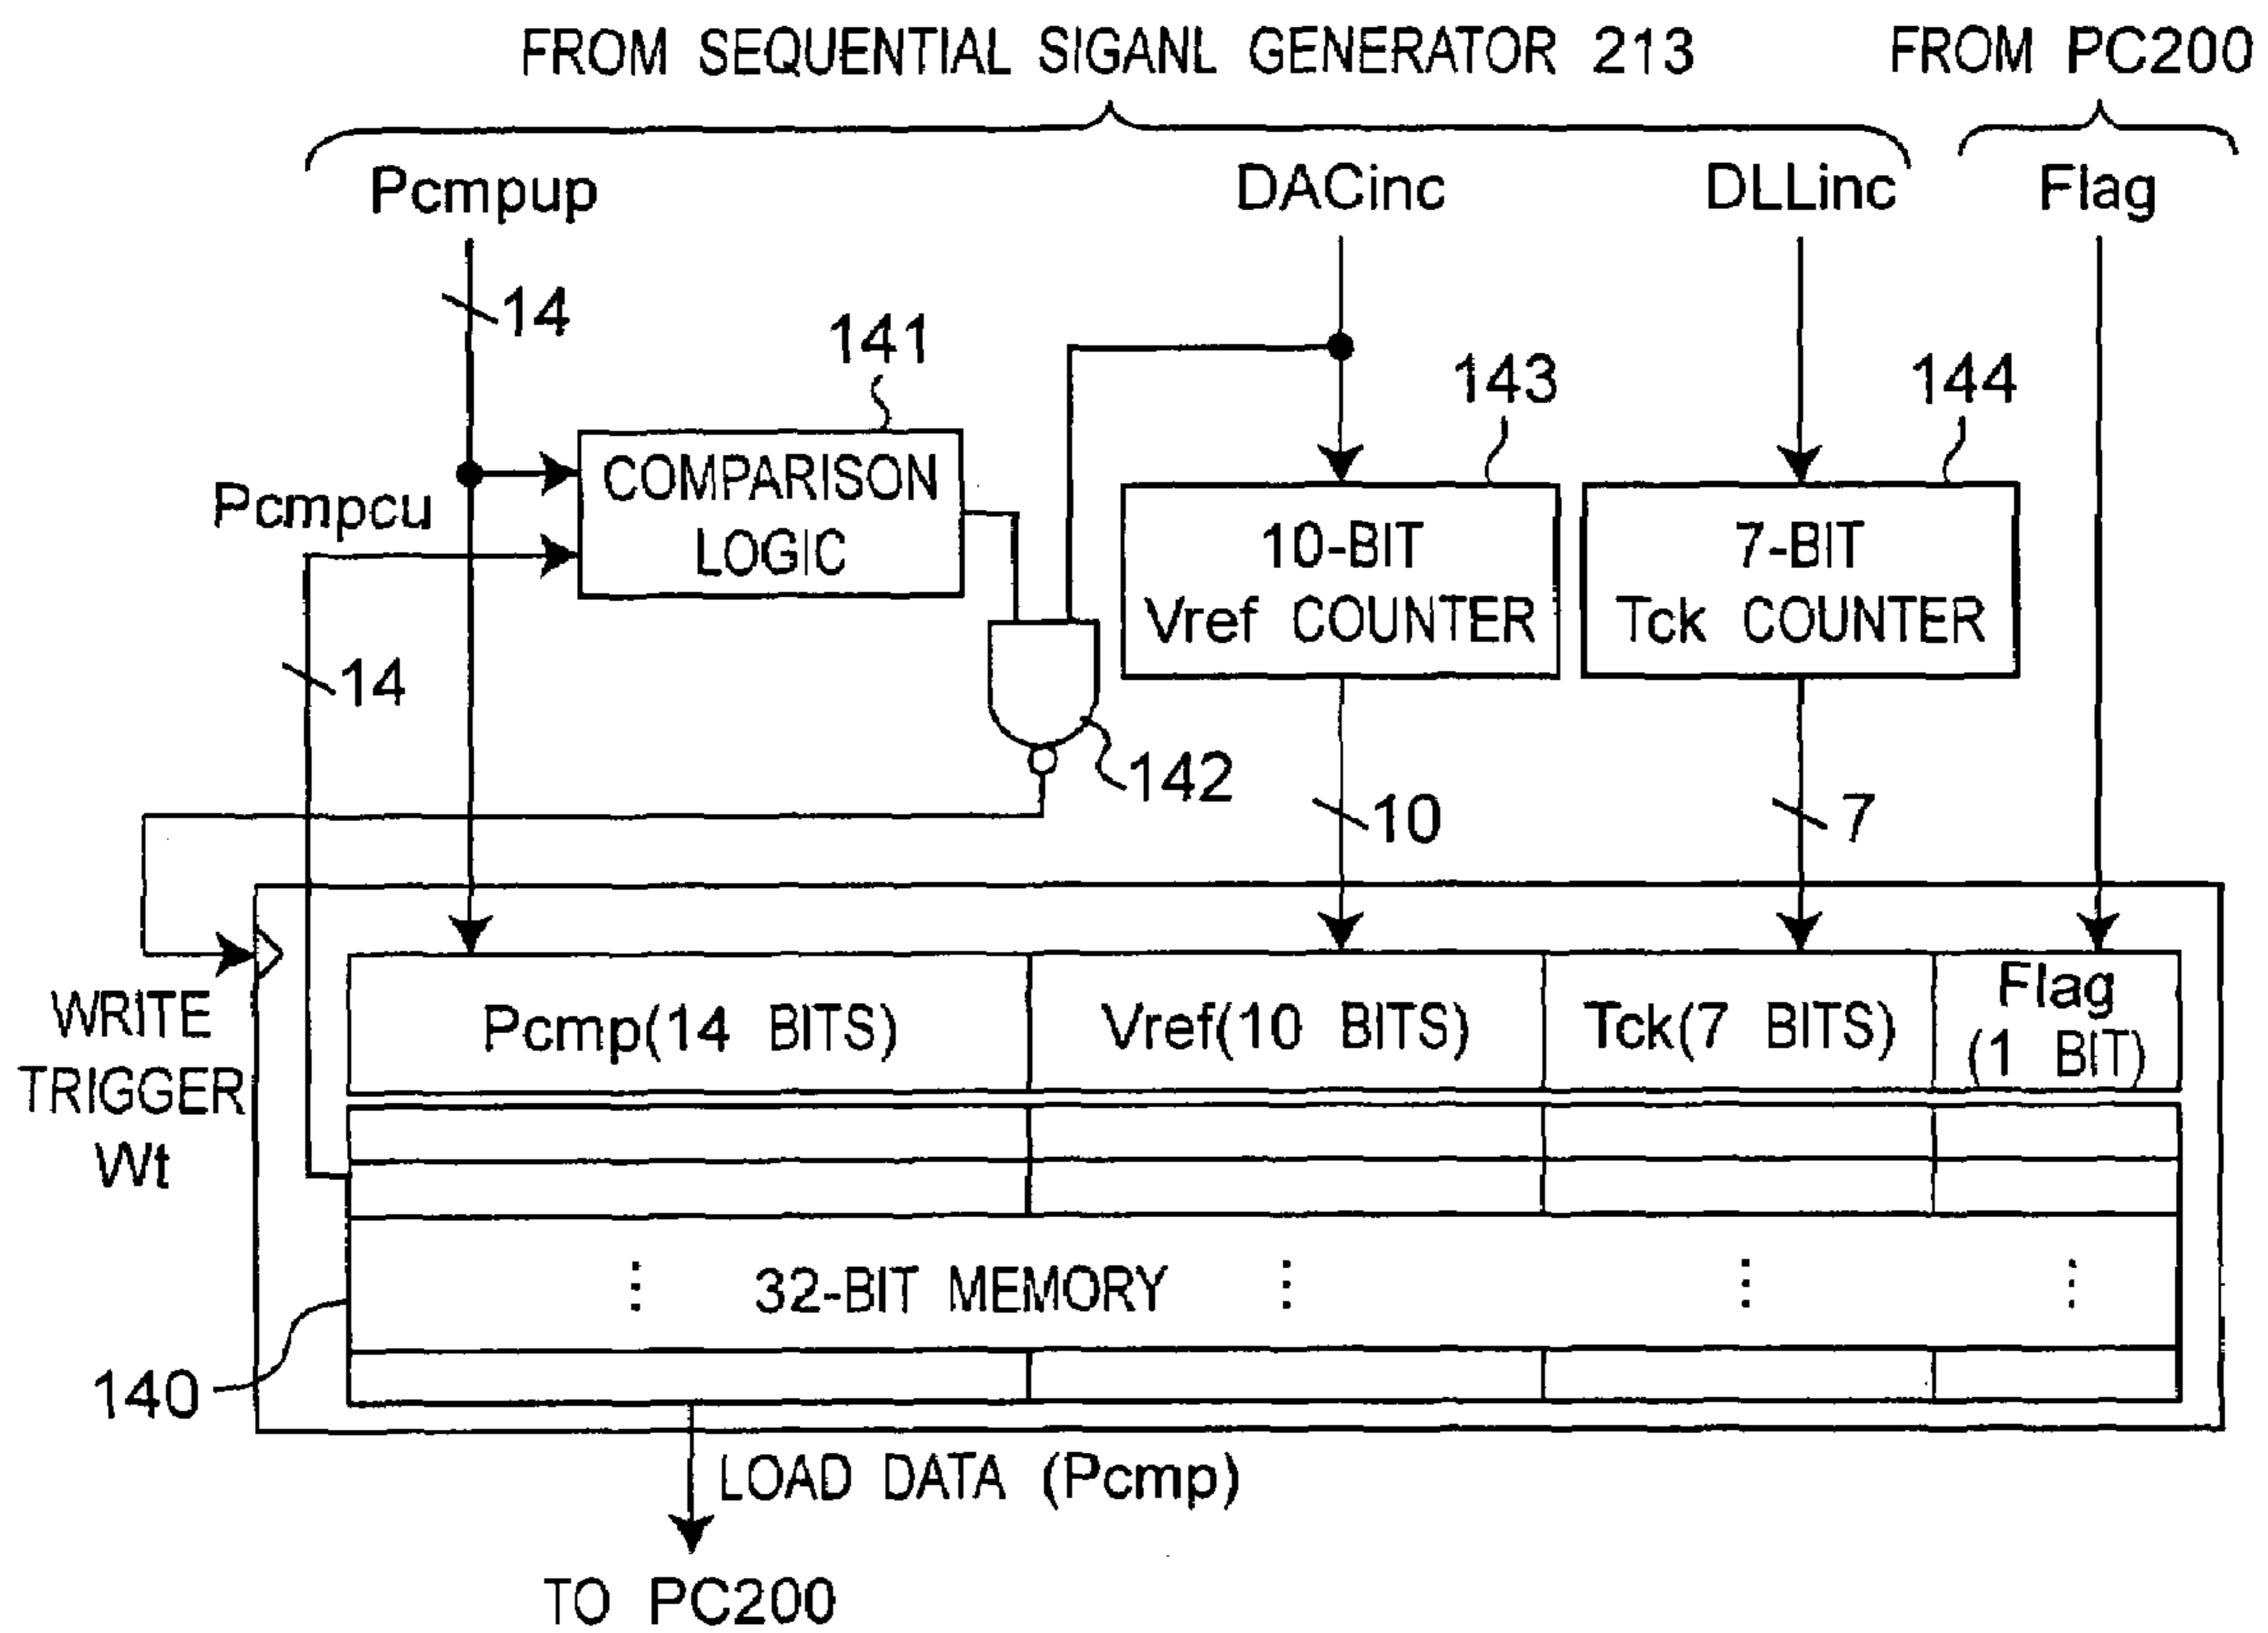 FROM SEQUENTIAL SIGANL GENERATOR 213
FROM PC200
Pcmpup
DACinc
DLLinc
Flag
14
141
143
144
COMPARISON
LOGIC
Pcmpcu
10-BIT
Vref COUNTER
7-BIT
Tck COUNTER
14
142
10
7
WRITE
TRIGGER
Wt
Pcmp(14 BITS)
Vref(10 BITS)
Tck(7 BITS)
Flag
(1 BIT)
32-BIT MEMORY
140
LOAD DATA (Pcmp)
TO PC200